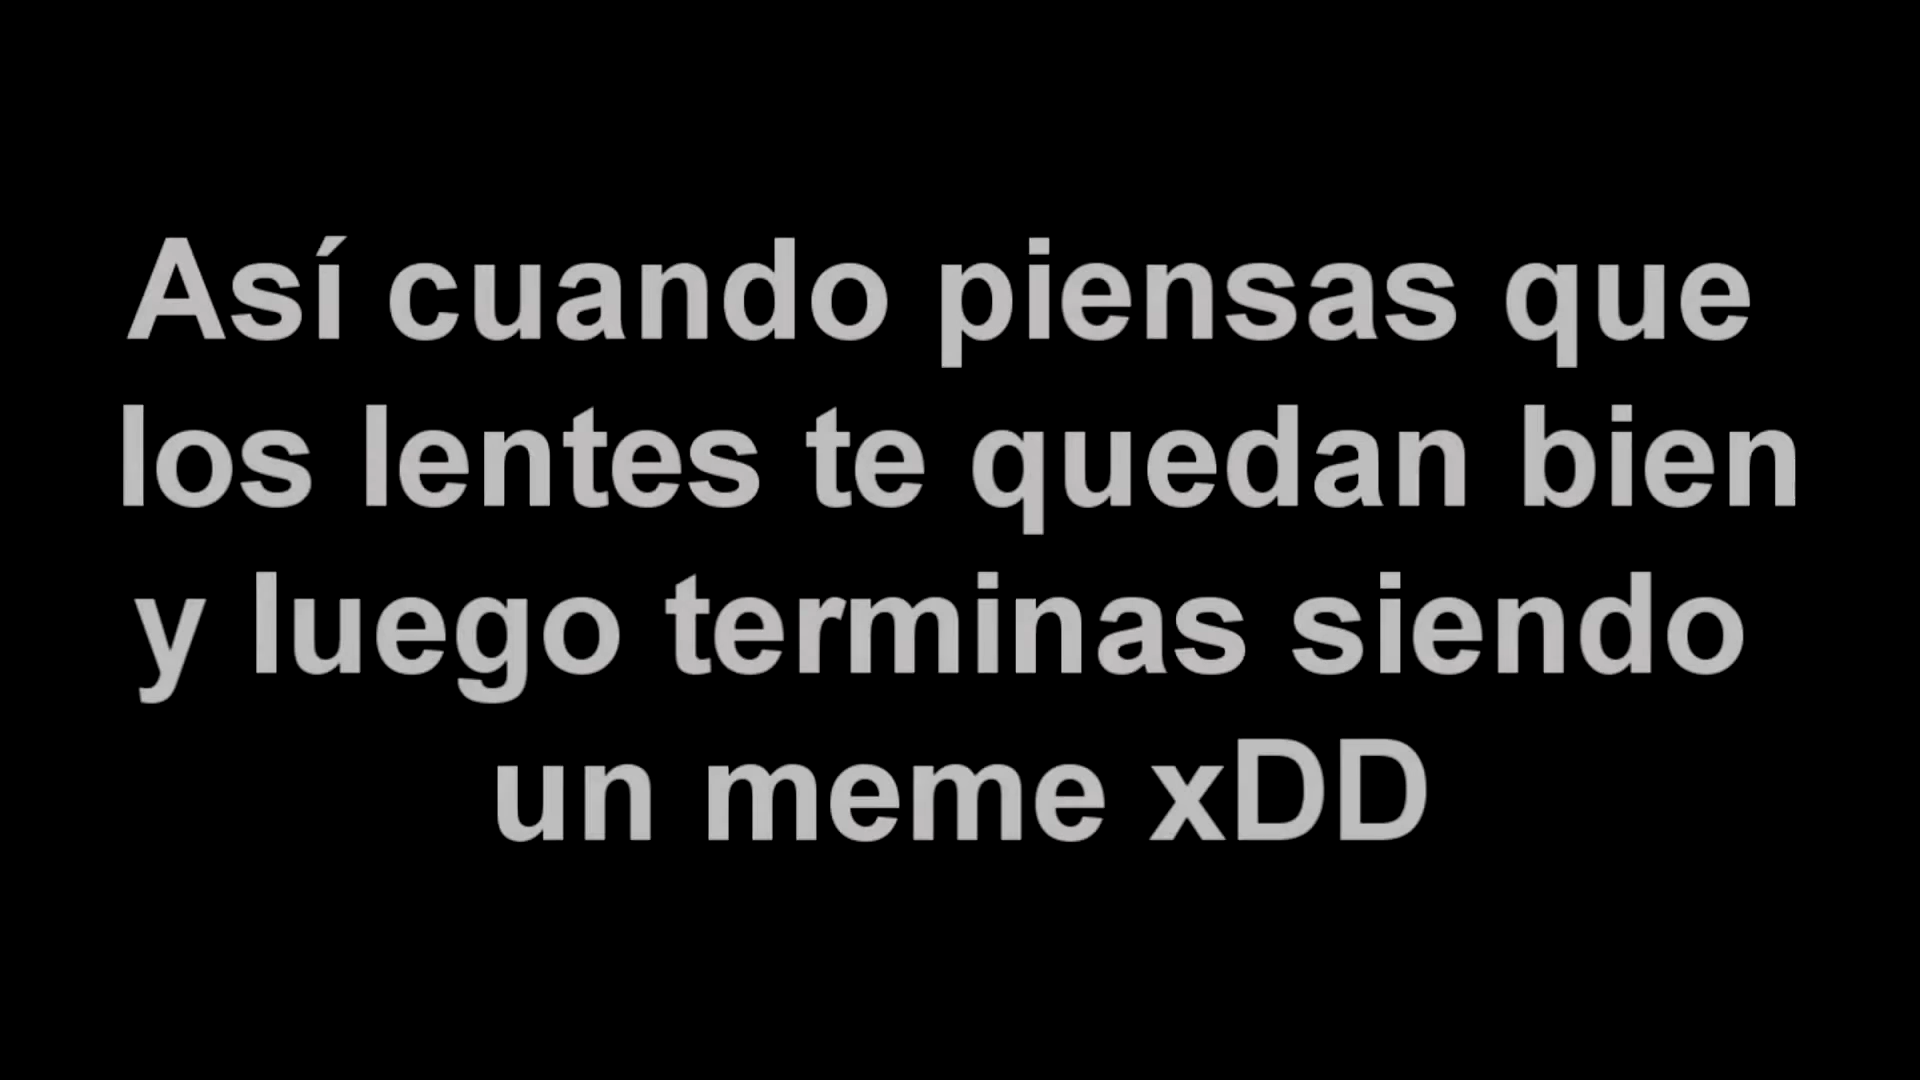 Así cuando piensas que
los lentes te quedan bien
y luego terminas siendo
un meme xDD